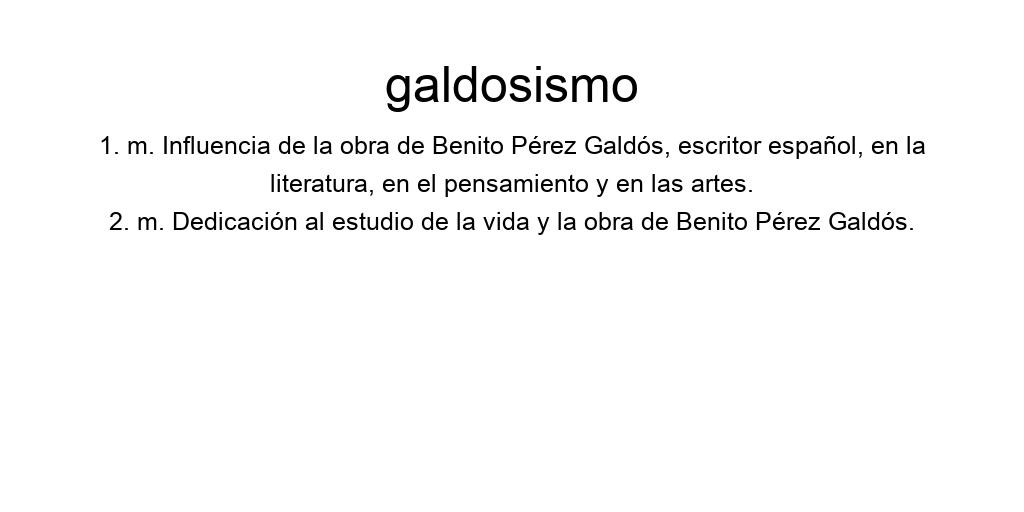 galdosismo
1. m. Influencia de la obra de Benito Pérez Galdós, escritor español, en la
literatura, en el pensamiento y en las artes.
2. m. Dedicación al estudio de la vida y la obra de Benito Pérez Galdós.